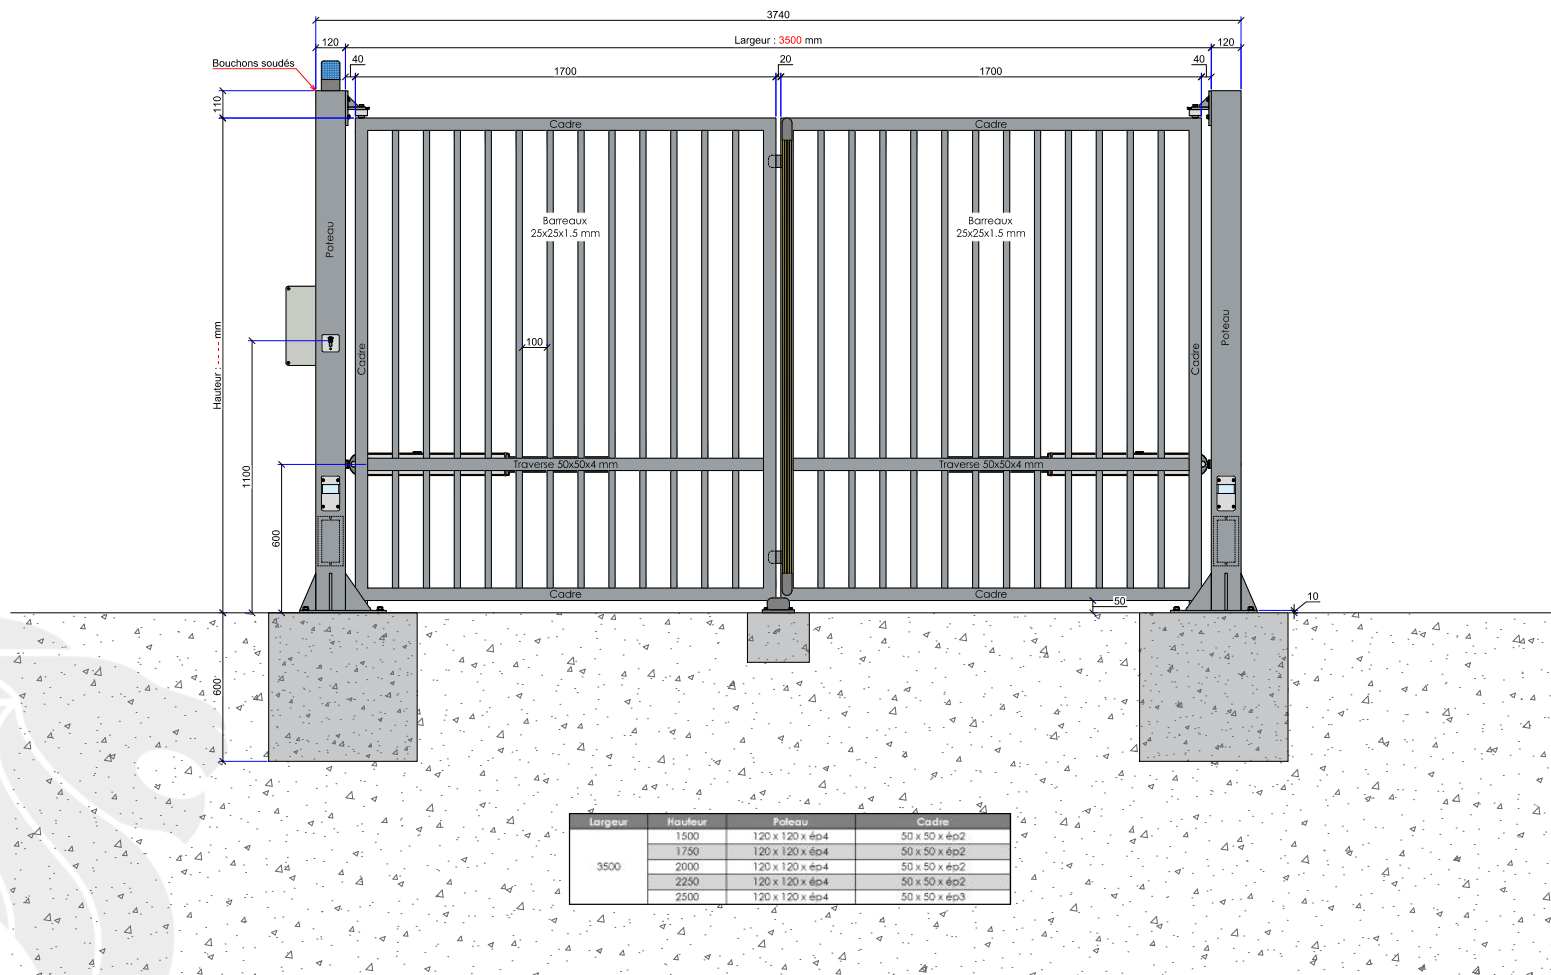 3740
120
Largeur : 3500 mm
120
Bouchons soudés
40
1700
20
1700
40
110
Cadre
Cadre
Poteau
Barreaux
25x25x1.5 mm
Barreaux
25x25x1.5 mm
Hauteur : - - - - mm
100
Cadre
Cadre
Poteau
1100
Traverse 50x50x4 mm
Traverse 50x50x4 mm
600
Cadre
Cadre
50
10
600
Largeur Hauteur Poteau Cadre
1500 120 x 120 x ép4 50 x 50 x ép2
1750 120 x 120 x ép4 50 x 50 x ép2
3500 2000 120 x 120 x ép4 50 x 50 x ép2
2250 120 x 120 x ép4 50 x 50 x ép2
2500 120 x 120 x ép4 50 x 50 x ép3